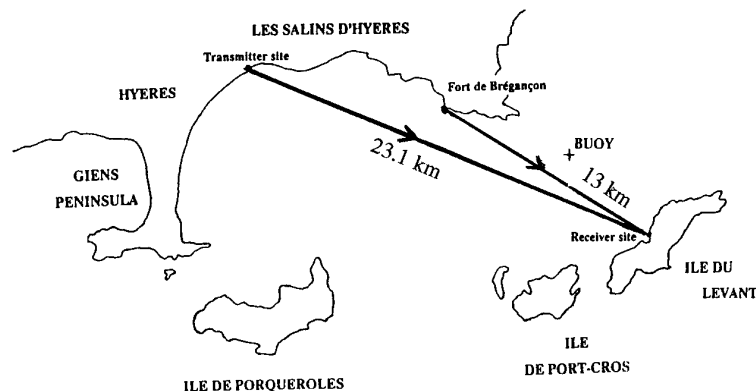 LES SALINS D'HYERES
Transmitter site
Fort de Brégançon
HYERES
BUOY
23.1 km
13 km
GIENS
PENINSULA
Receiver site
ILE DU
LEVANT
ILE
DE PORT-CROS
ILE DE PORQUEROLES